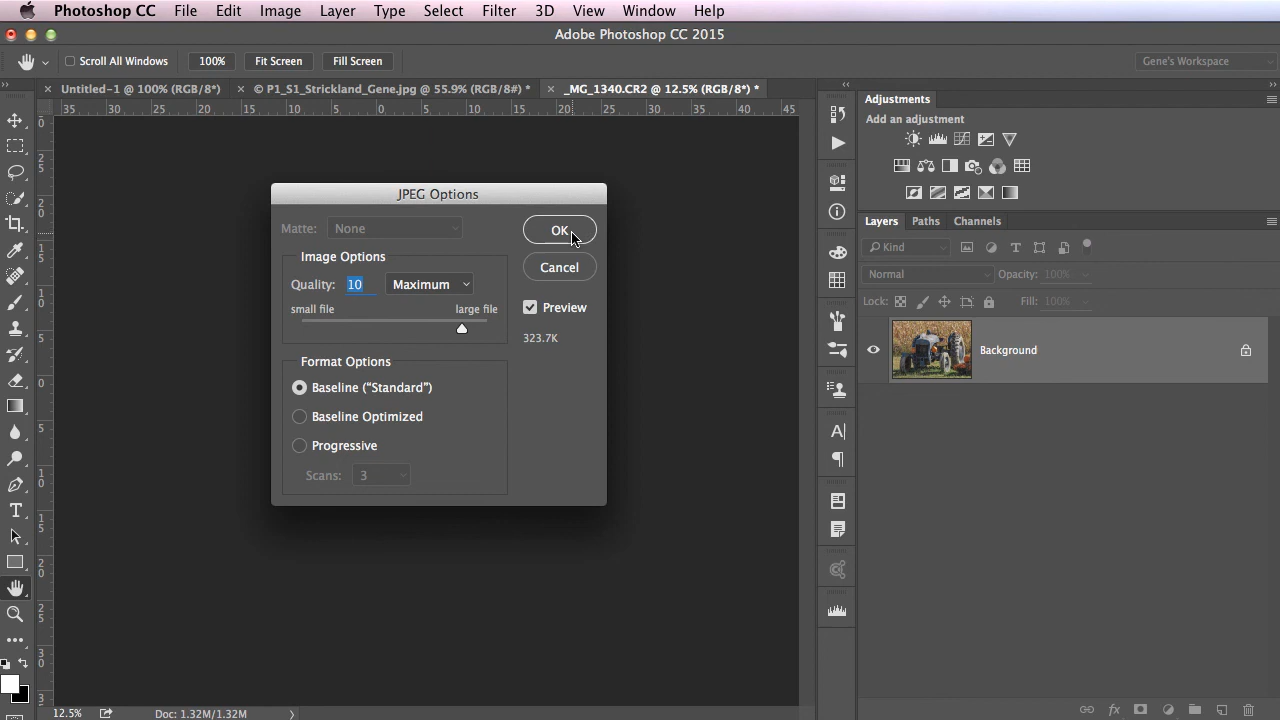 Photoshop CC File Edit Image Layer Type Select Filter 3D View Window Help
Adobe Photoshop CC 2015
Scroll All Windows 100% Fit Screen Fill Screen Gene's Workspace
Untitled-1 @ 100% (RGB/8*) © P1_S1_Strickland_Gene.jpg @ 55.9% (RGB/8#) * _MG_1340.CR2 @ 12.5% (RGB/8*) *
35 30 25 20 15 10 5 0 5 10 15 20 25 30 35 40 45
Adjustments
Add an adjustment
Layers Paths Channels
Kind
Normal Opacity: 100%
Lock: Fill: 100%
Background
JPEG Options
Matte: None
OK
Cancel
Image Options
Quality: 10 Maximum
small file large file
Preview
323.7K
Format Options
Baseline (“Standard”)
Baseline Optimized
Progressive
Scans: 3
12.5% Doc: 1.32M/1.32M